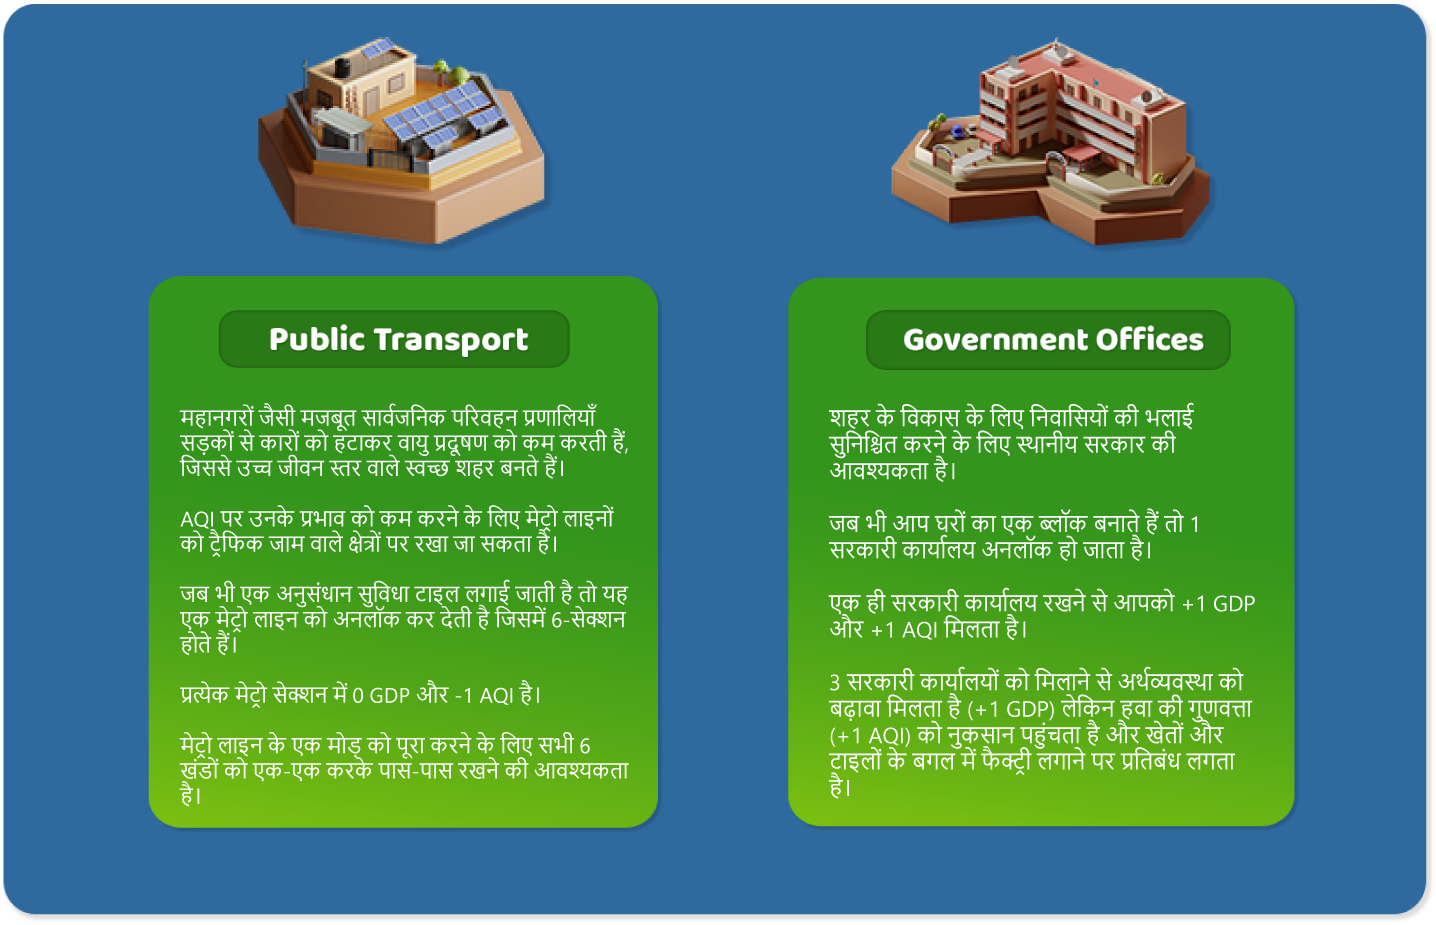 Public Transport
महानगरों जैसी मजबूत सार्वजनिक परिवहन प्रणालियाँ
सड़कों से कारों को हटाकर वायु प्रदूषण को कम करती हैं,
जिससे उच्च जीवन स्तर वाले स्वच्छ शहर बनते हैं।
AQI पर उनके प्रभाव को कम करने के लिए मेट्रो लाइनों
को ट्रैफिक जाम वाले क्षेत्रों पर रखा जा सकता है।
जब भी एक अनुसंधान सुविधा टाइल लगाई जाती है तो यह
एक मेट्रो लाइन को अनलॉक कर देती है जिसमें 6-सेक्शन
होते हैं।
प्रत्येक मेट्रो सेक्शन में 0 GDP और -1 AQI है।
मेट्रो लाइन के एक मोड़ को पूरा करने के लिए सभी 6
खंडों को एक-एक करके पास-पास रखने की आवश्यकता
है।
Government Offices
शहर के विकास के लिए निवासियों की भलाई
सुनिश्चित करने के लिए स्थानीय सरकार की
आवश्यकता है।
जब भी आप घरों का एक ब्लॉक बनाते हैं तो 1
सरकारी कार्यालय अनलॉक हो जाता है।
एक ही सरकारी कार्यालय रखने से आपको +1 GDP
और +1 AQI मिलता है।
3 सरकारी कार्यालयों को मिलाने से अर्थव्यवस्था को
बढ़ावा मिलता है (+1 GDP) लेकिन हवा की गुणवत्ता
(+1 AQI) को नुकसान पहुंचता है और खेतों और
टाइलों के बगल में फैक्ट्री लगाने पर प्रतिबंध लगता
है।